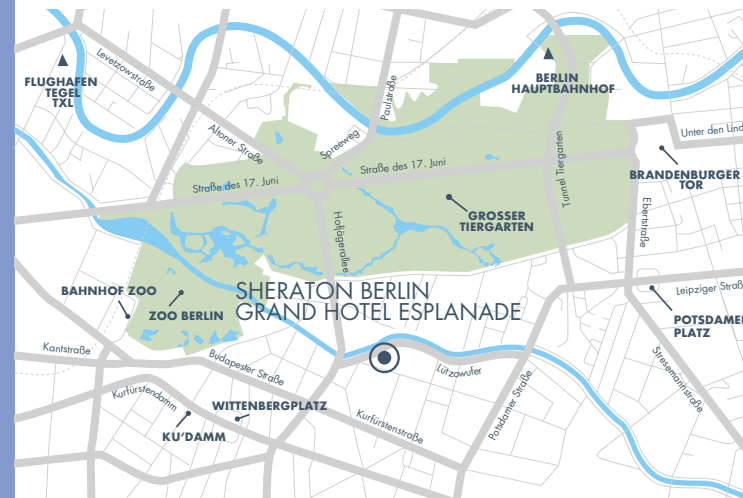 Levetzowstraße
FLUGHAFEN
TEGEL
TXL
BERLIN
HAUPTBAHNHOF
Paulstraße
Altoner Straße
Spreeweg
Straße des 17. Juni
Straße des 17. Juni
Tunnel Tiergarten
Unter den Lind
BRANDENBURGER
TOR
GROSSER
TIERGARTEN
Hofjägerallee
Ebertstraße
BAHNHOF ZOO
ZOO BERLIN
SHERATON BERLIN
GRAND HOTEL ESPLANADE
Leipziger Straß
POTSDAMER
PLATZ
Kantstraße
Budapester Straße
Lützowufer
Stresemannstraße
Kurfürstendamm
WITTENBERGPLATZ
KU'DAMM
Kurfürstenstraße
Potsdamer Straße